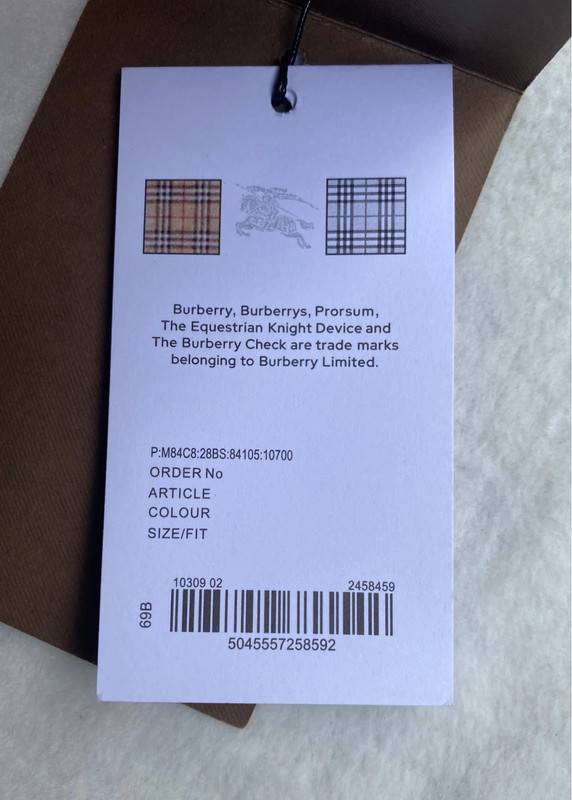 Burberry, Burberrys, Prorsum,
The Equestrian Knight Device and
The Burberry Check are trade marks
belonging to Burberry Limited.
P:M84C8:28BS:84105:10700
ORDER No
ARTICLE
COLOUR
SIZE/FIT
10309 02 2458459
69B
5045557258592